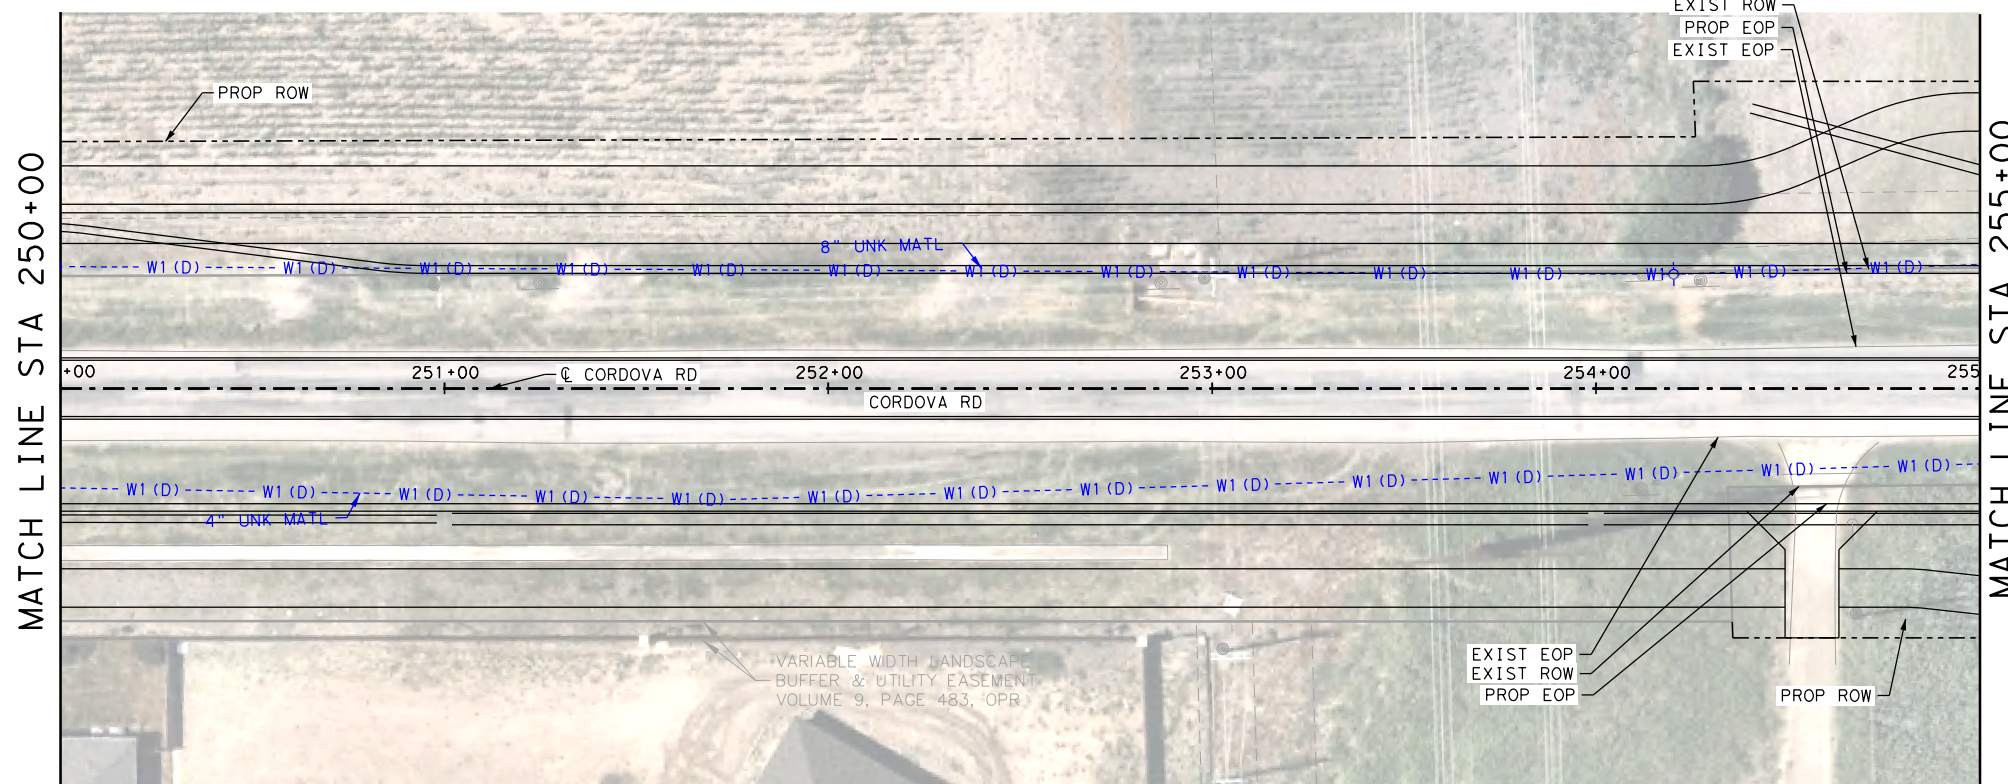 EXIST ROW
PROP EOP
EXIST EOP
PROP ROW
8" UNK MATL
W1(D) W1(D) W1(D) W1(D) W1(D) W1(D) W1(D) W1(D) W1(D) W1(D) W1(D) W1 W1(D) W1(D)
MATCH LINE STA 250+00
MATCH LINE STA 255+00
+00 251+00 252+00 253+00 254+00 255
℄ CORDOVA RD
CORDOVA RD
W1(D) W1(D) W1(D) W1(D) W1(D) W1(D) W1(D) W1(D) W1(D) W1(D) W1(D) W1(D) W1(D) W1(D)
4" UNK MATL
VARIABLE WIDTH LANDSCAPE
BUFFER & UTILITY EASEMENT
VOLUME 9, PAGE 483, OPR
EXIST EOP
EXIST ROW
PROP EOP
PROP ROW